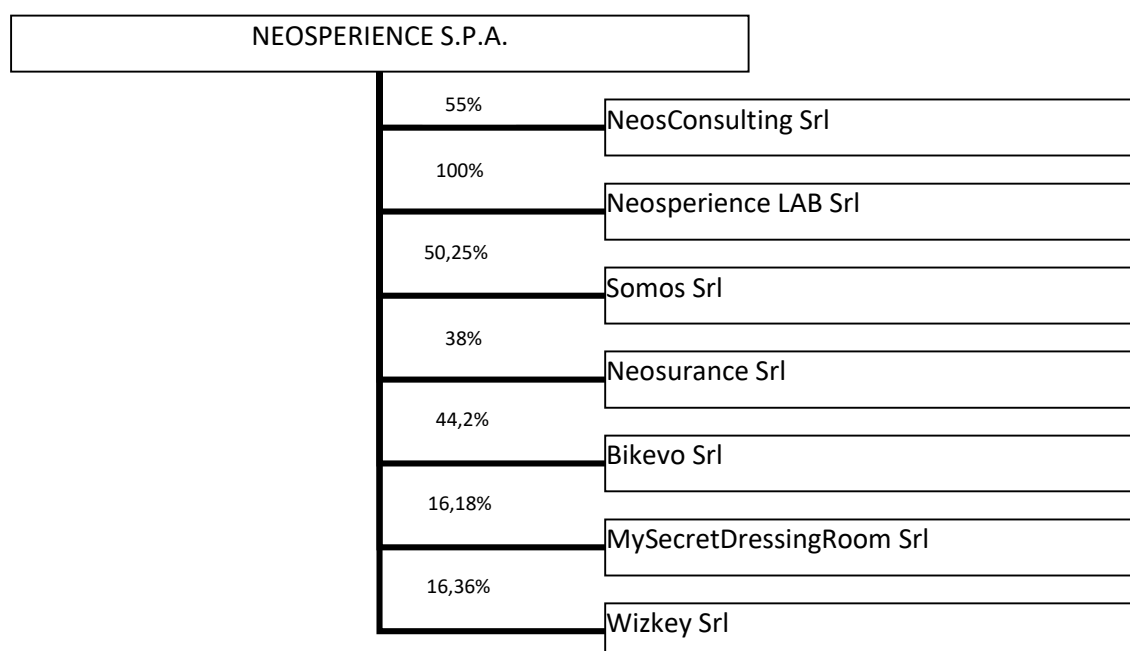 NEOSPERIENCE S.P.A.
55%
NeosConsulting Srl
100%
Neosperience LAB Srl
50,25%
Somos Srl
38%
Neosurance Srl
44,2%
Bikevo Srl
16,18%
MySecretDressingRoom Srl
16,36%
Wizkey Srl